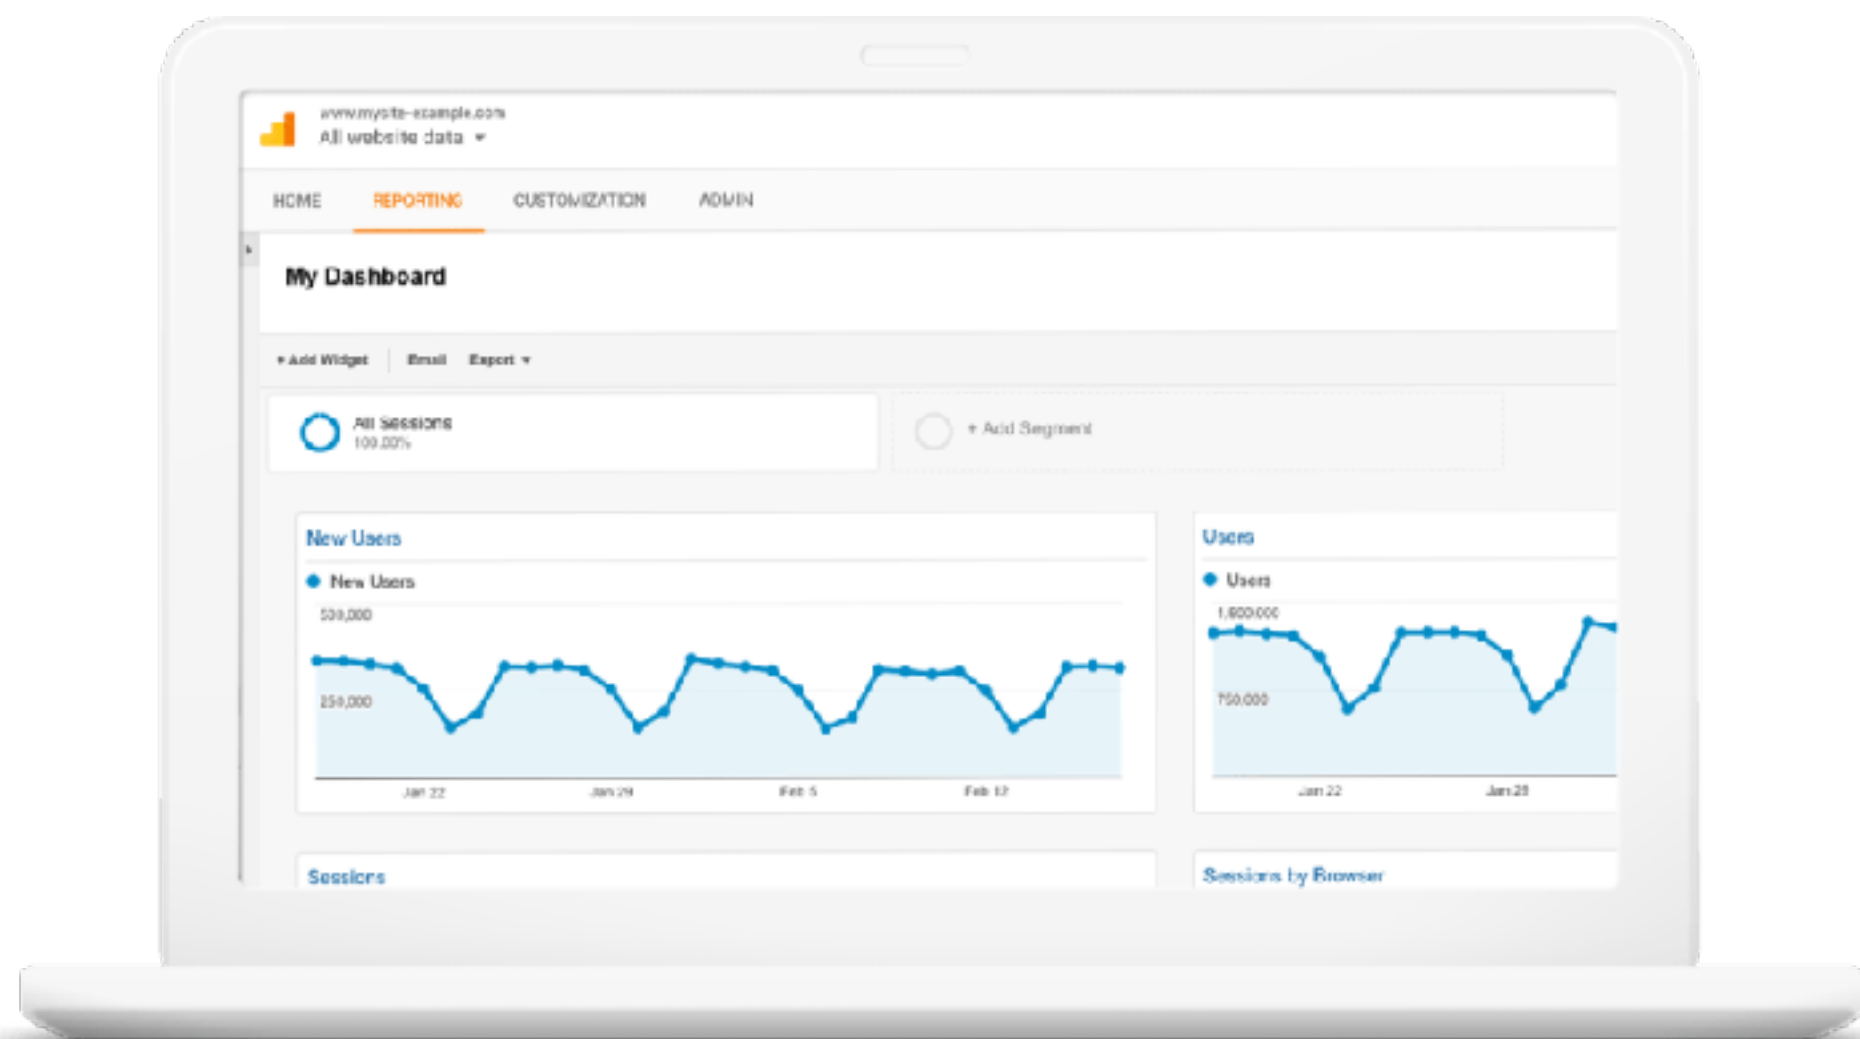 www.mysite-example.com
All website data
HOME REPORTING CUSTOMIZATION ADMIN
My Dashboard
+ Add Widget Email Export
All Sessions
100.00%
+ Add Segment
New Users
New Users
500,000
250,000
Jan 22 Jan 29 Feb 5 Feb 12
Users
Users
1,500,000
750,000
Jan 22 Jan 29
Sessions
Sessions by Browser